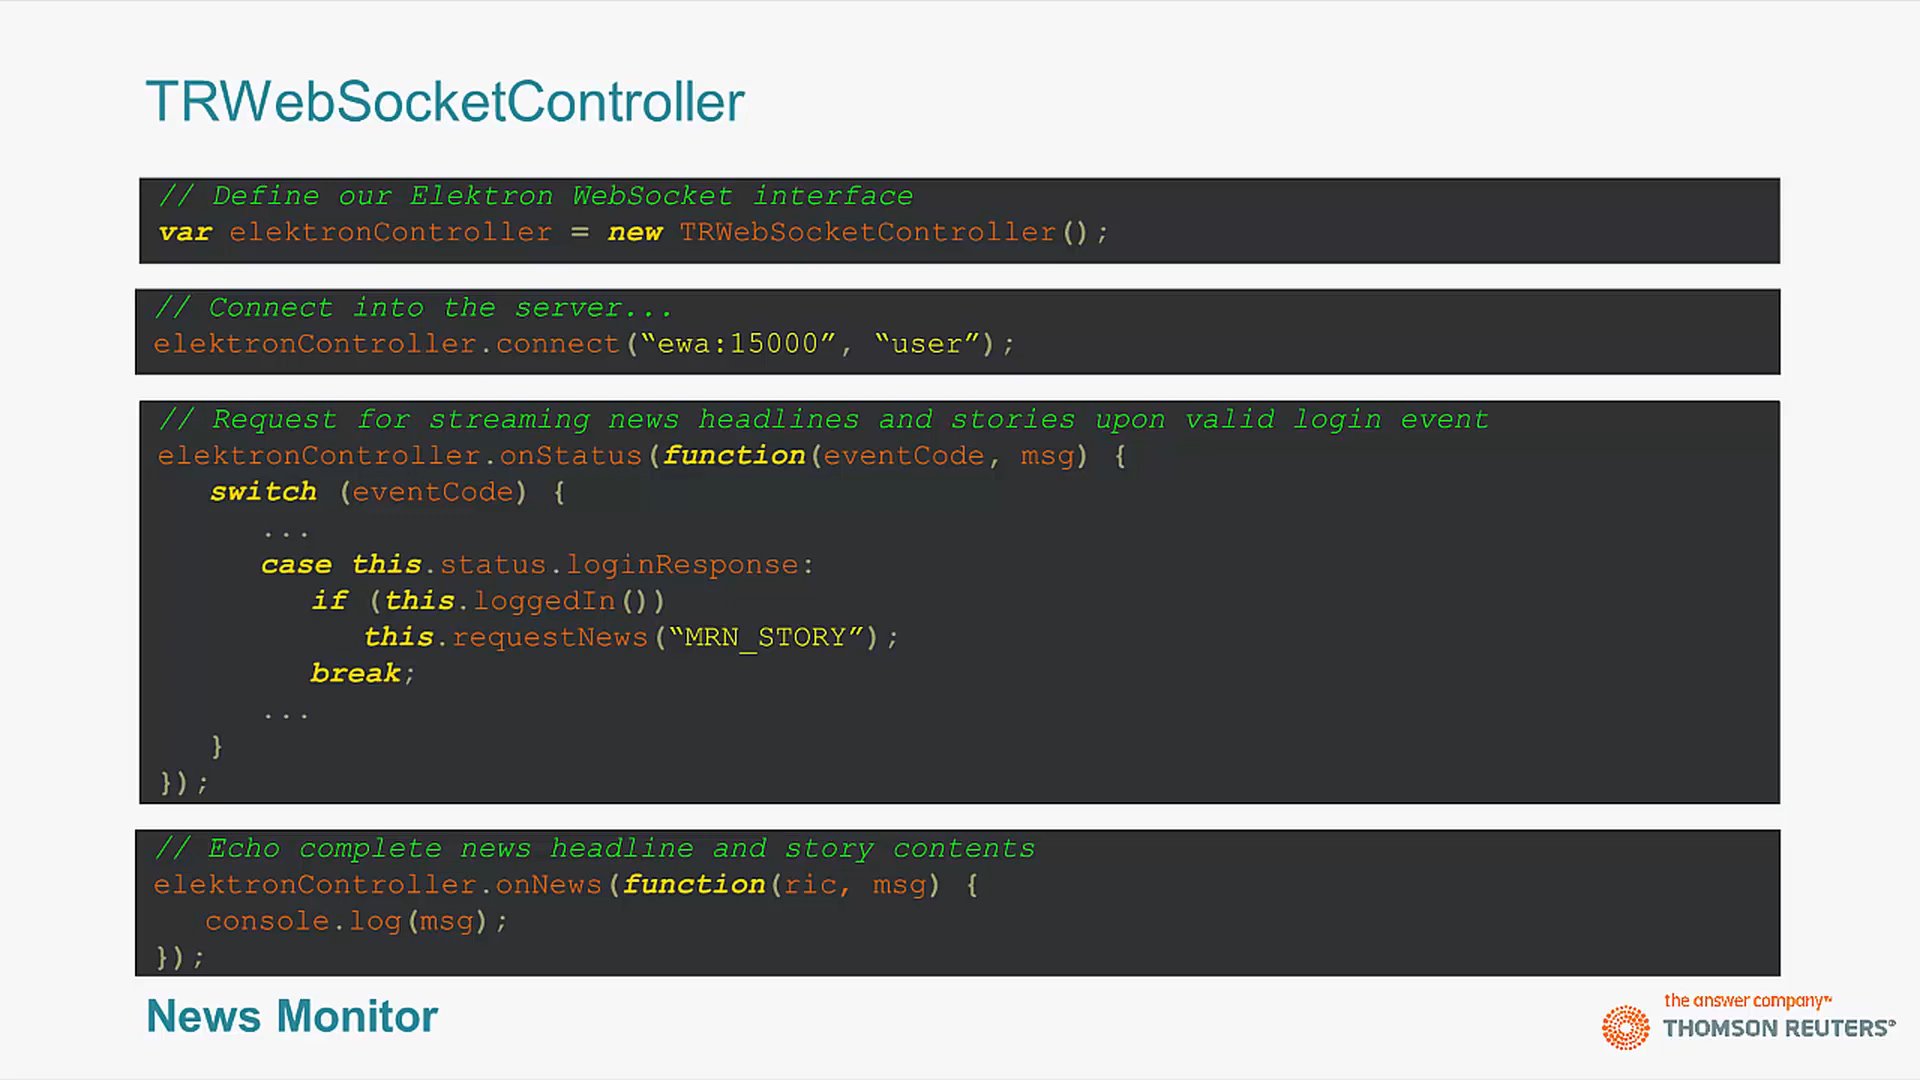 TRWebSocketController
// Define our Elektron WebSocket interface
var elektronController = new TRWebSocketController();
// Connect into the server...
elektronController.connect(“ewa:15000”, “user”);
// Request for streaming news headlines and stories upon valid login event
elektronController.onStatus(function(eventCode, msg) {
switch (eventCode) {
...
case this.status.loginResponse:
if (this.loggedIn())
this.requestNews(“MRN_STORY”);
break;
...
}
});
// Echo complete news headline and story contents
elektronController.onNews(function(ric, msg) {
console.log(msg);
});
News Monitor
the answer company™
THOMSON REUTERS®